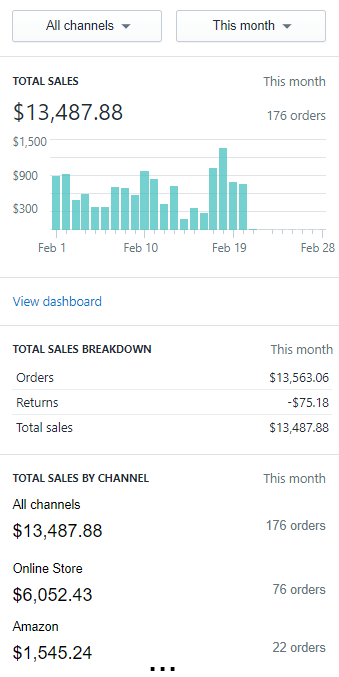 All channels This month
TOTAL SALES This month
$13,487.88 176 orders
$1,500
$900
$300
Feb 1 Feb 10 Feb 19 Feb 28
View dashboard
TOTAL SALES BREAKDOWN This month
Orders $13,563.06
Returns -$75.18
Total sales $13,487.88
TOTAL SALES BY CHANNEL This month
All channels
$13,487.88 176 orders
Online Store
$6,052.43 76 orders
Amazon
$1,545.24 22 orders
...